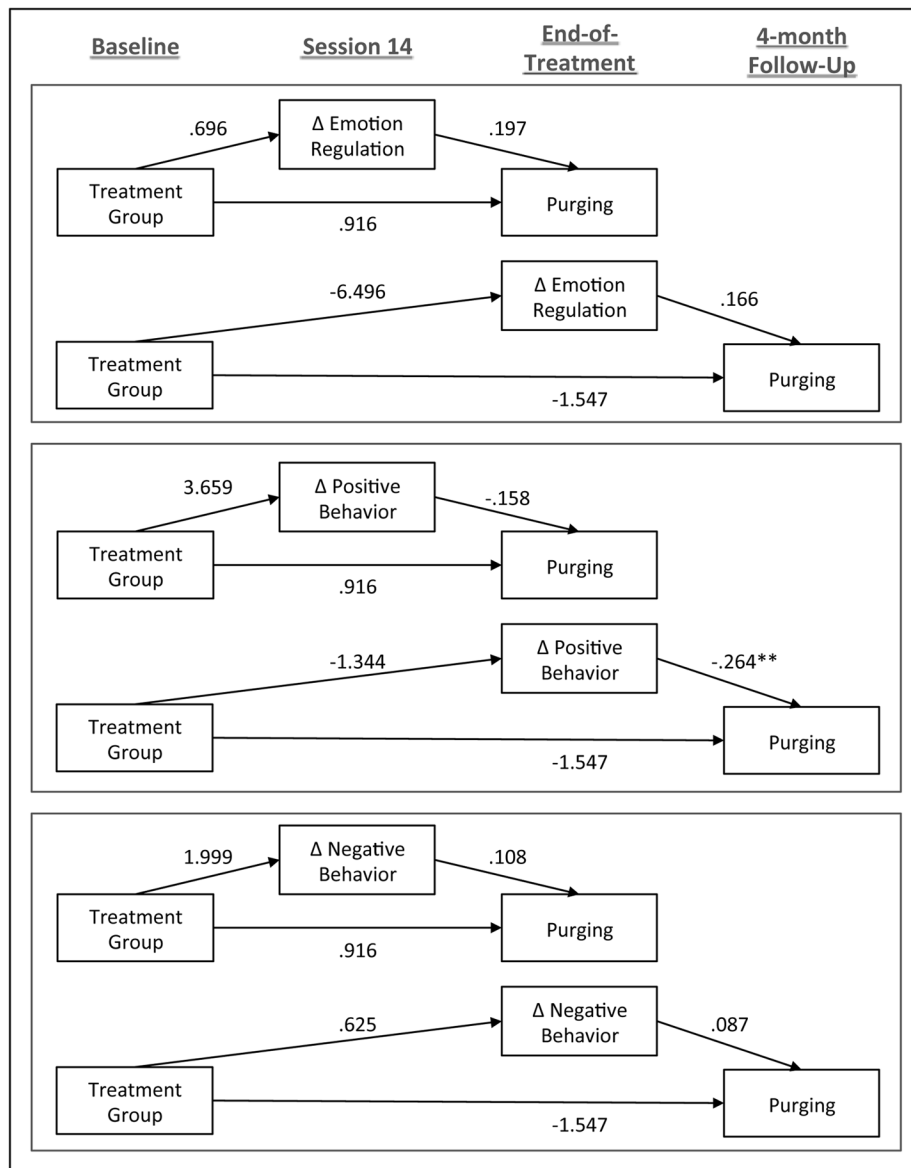 Baseline
Session 14
End-of-
Treatment
4-month
Follow-Up
.696
Δ Emotion
Regulation
.197
Treatment
Group
.916
Purging
-6.496
Δ Emotion
Regulation
.166
Treatment
Group
-1.547
Purging
3.659
Δ Positive
Behavior
-.158
Treatment
Group
.916
Purging
-1.344
Δ Positive
Behavior
-.264**
Treatment
Group
-1.547
Purging
1.999
Δ Negative
Behavior
.108
Treatment
Group
.916
Purging
.625
Δ Negative
Behavior
.087
Treatment
Group
-1.547
Purging